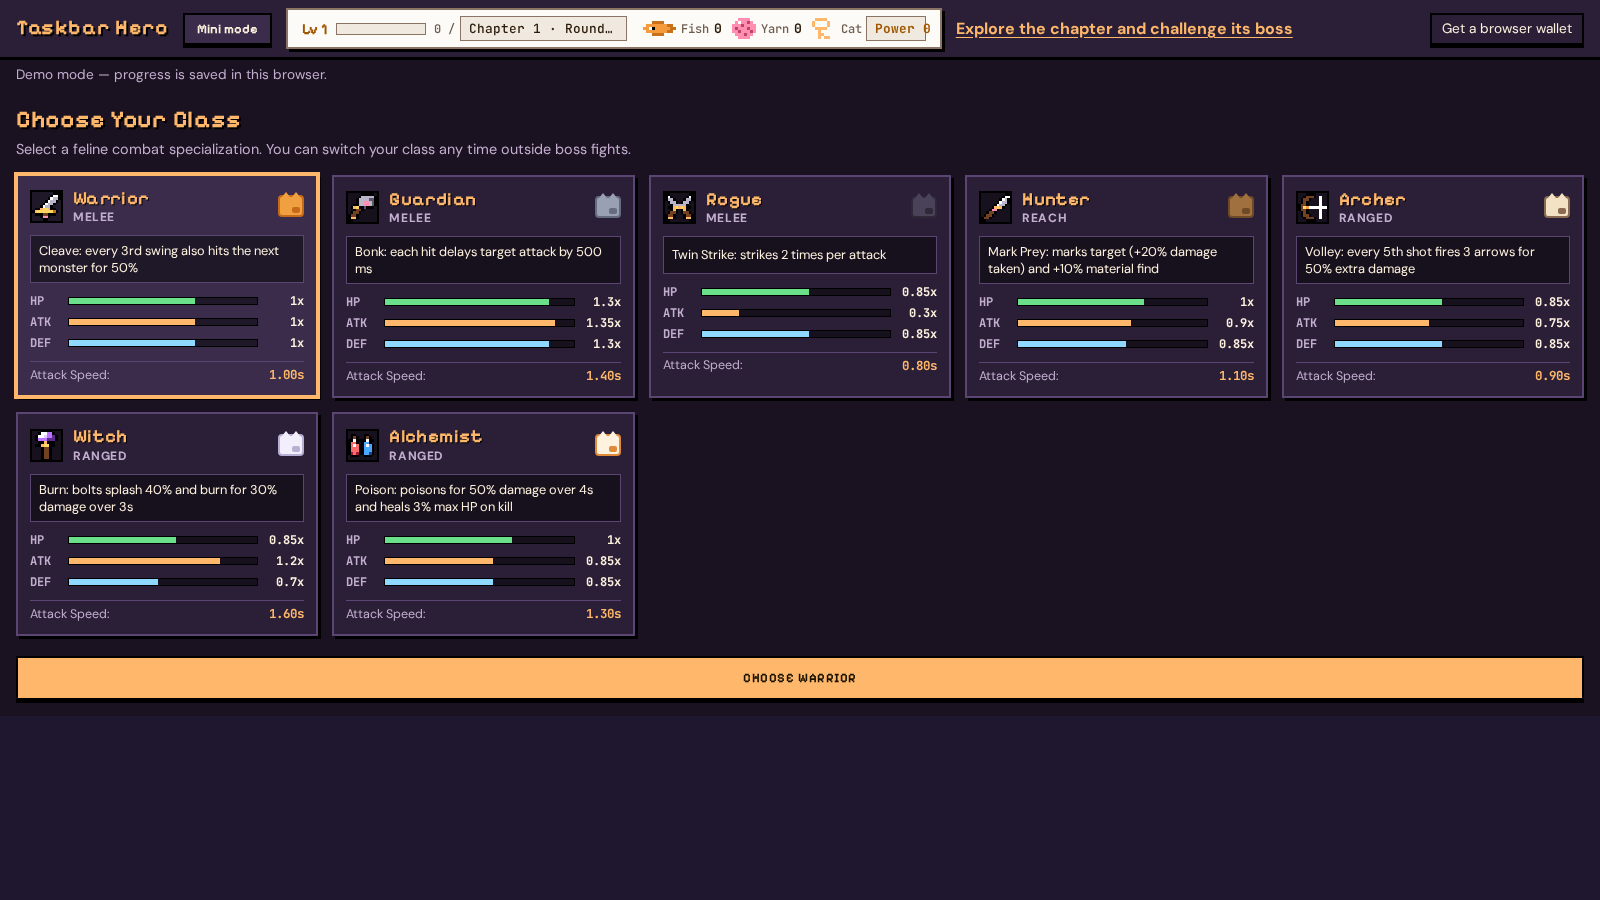 Taskbar Hero
Mini mode
Lv 1
0 /
Chapter 1 · Round…
Fish 0
Yarn 0
Cat
Power 0
Explore the chapter and challenge its boss
Get a browser wallet
Demo mode — progress is saved in this browser.
Choose Your Class
Select a feline combat specialization. You can switch your class any time outside boss fights.
Warrior
MELEE
Cleave: every 3rd swing also hits the next
monster for 50%
HP 1x
ATK 1x
DEF 1x
Attack Speed: 1.00s
Guardian
MELEE
Bonk: each hit delays target attack by 500
ms
HP 1.3x
ATK 1.35x
DEF 1.3x
Attack Speed: 1.40s
Rogue
MELEE
Twin Strike: strikes 2 times per attack
HP 0.85x
ATK 0.3x
DEF 0.85x
Attack Speed: 0.80s
Hunter
REACH
Mark Prey: marks target (+20% damage
taken) and +10% material find
HP 1x
ATK 0.9x
DEF 0.85x
Attack Speed: 1.10s
Archer
RANGED
Volley: every 5th shot fires 3 arrows for
50% extra damage
HP 0.85x
ATK 0.75x
DEF 0.85x
Attack Speed: 0.90s
Witch
RANGED
Burn: bolts splash 40% and burn for 30%
damage over 3s
HP 0.85x
ATK 1.2x
DEF 0.7x
Attack Speed: 1.60s
Alchemist
RANGED
Poison: poisons for 50% damage over 4s
and heals 3% max HP on kill
HP 1x
ATK 0.85x
DEF 0.85x
Attack Speed: 1.30s
CHOOSE WARRIOR